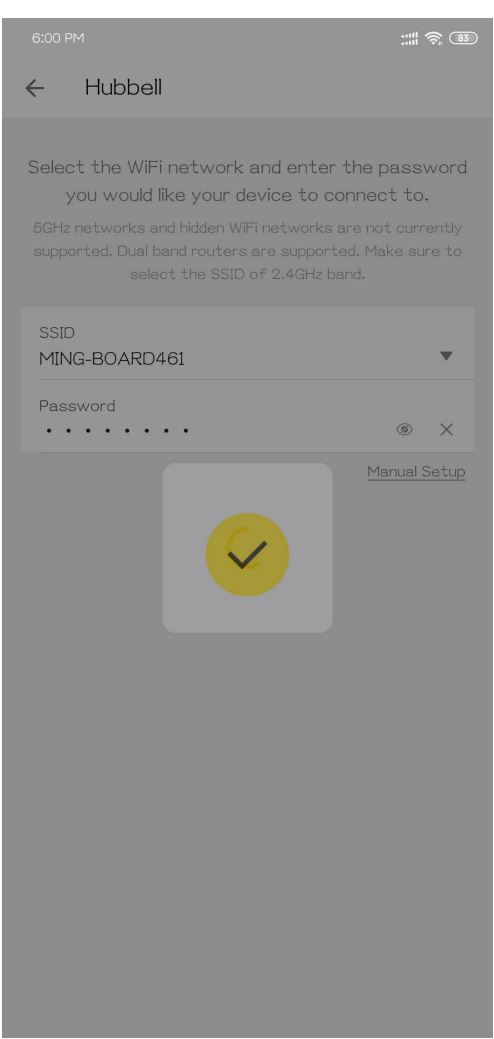 6:00 PM
83
Hubbell
Select the WiFi network and enter the password
you would like your device to connect to.
5GHz networks and hidden WiFi networks are not currently
supported. Dual band routers are supported. Make sure to
select the SSID of 2.4GHz band.
SSID
MING-BOARD461
Password
• • • • • • • •
Manual Setup